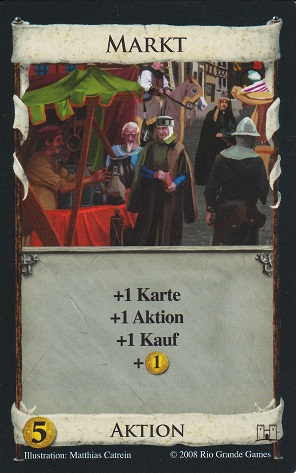 MARKT
+1 Karte
+1 Aktion
+1 Kauf
+ 1
5 AKTION
Illustration: Matthias Catrein © 2008 Rio Grande Games